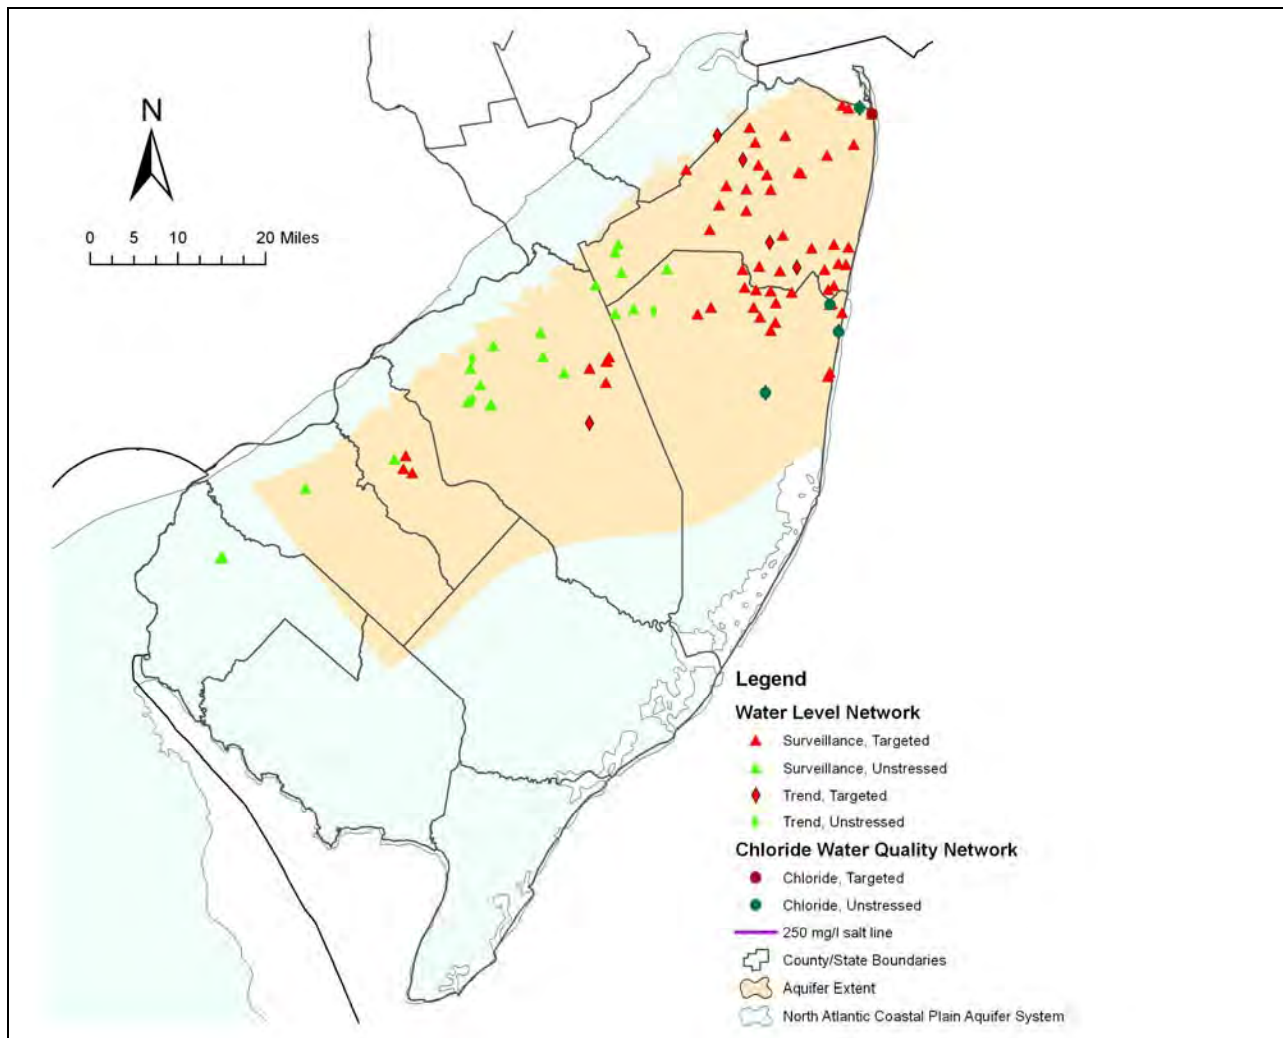 N
0 5 10 20 Miles
Legend
Water Level Network
Surveillance, Targeted
Surveillance, Unstressed
Trend, Targeted
Trend, Unstressed
Chloride Water Quality Network
Chloride, Targeted
Chloride, Unstressed
250 mg/l salt line
County/State Boundaries
Aquifer Extent
North Atlantic Coastal Plain Aquifer System